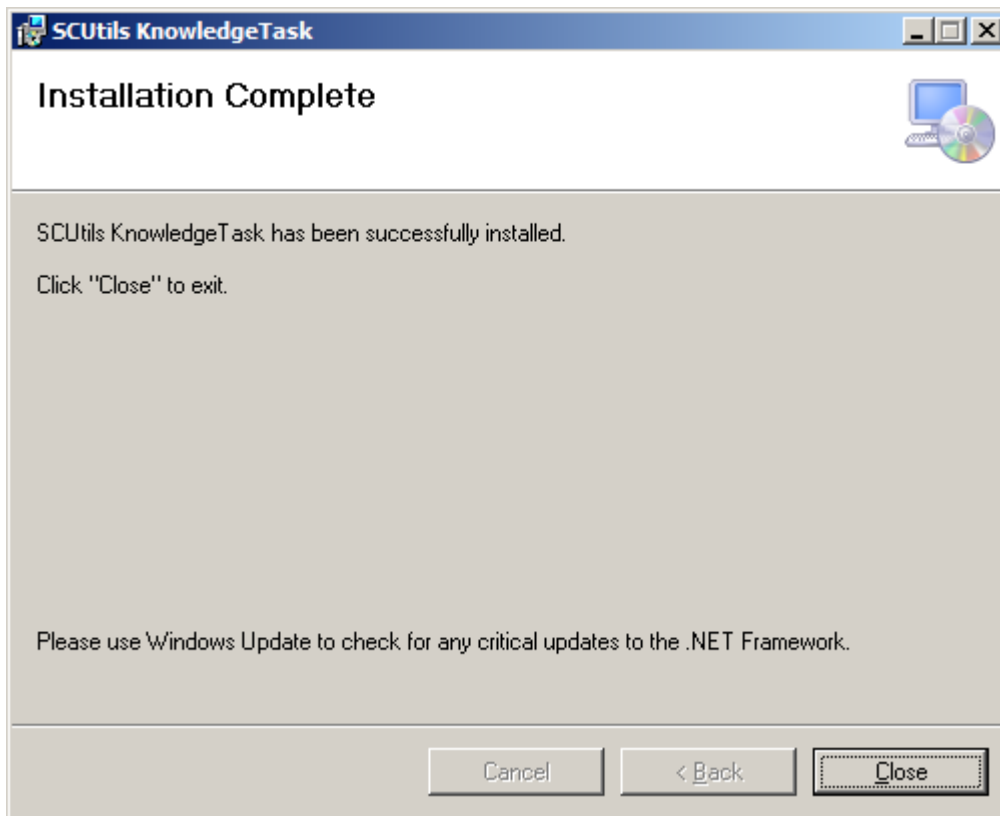 SCUtils KnowledgeTask
Installation Complete
SCUtils KnowledgeTask has been successfully installed.
Click "Close" to exit.
Please use Windows Update to check for any critical updates to the .NET Framework.
Cancel
< Back
Close